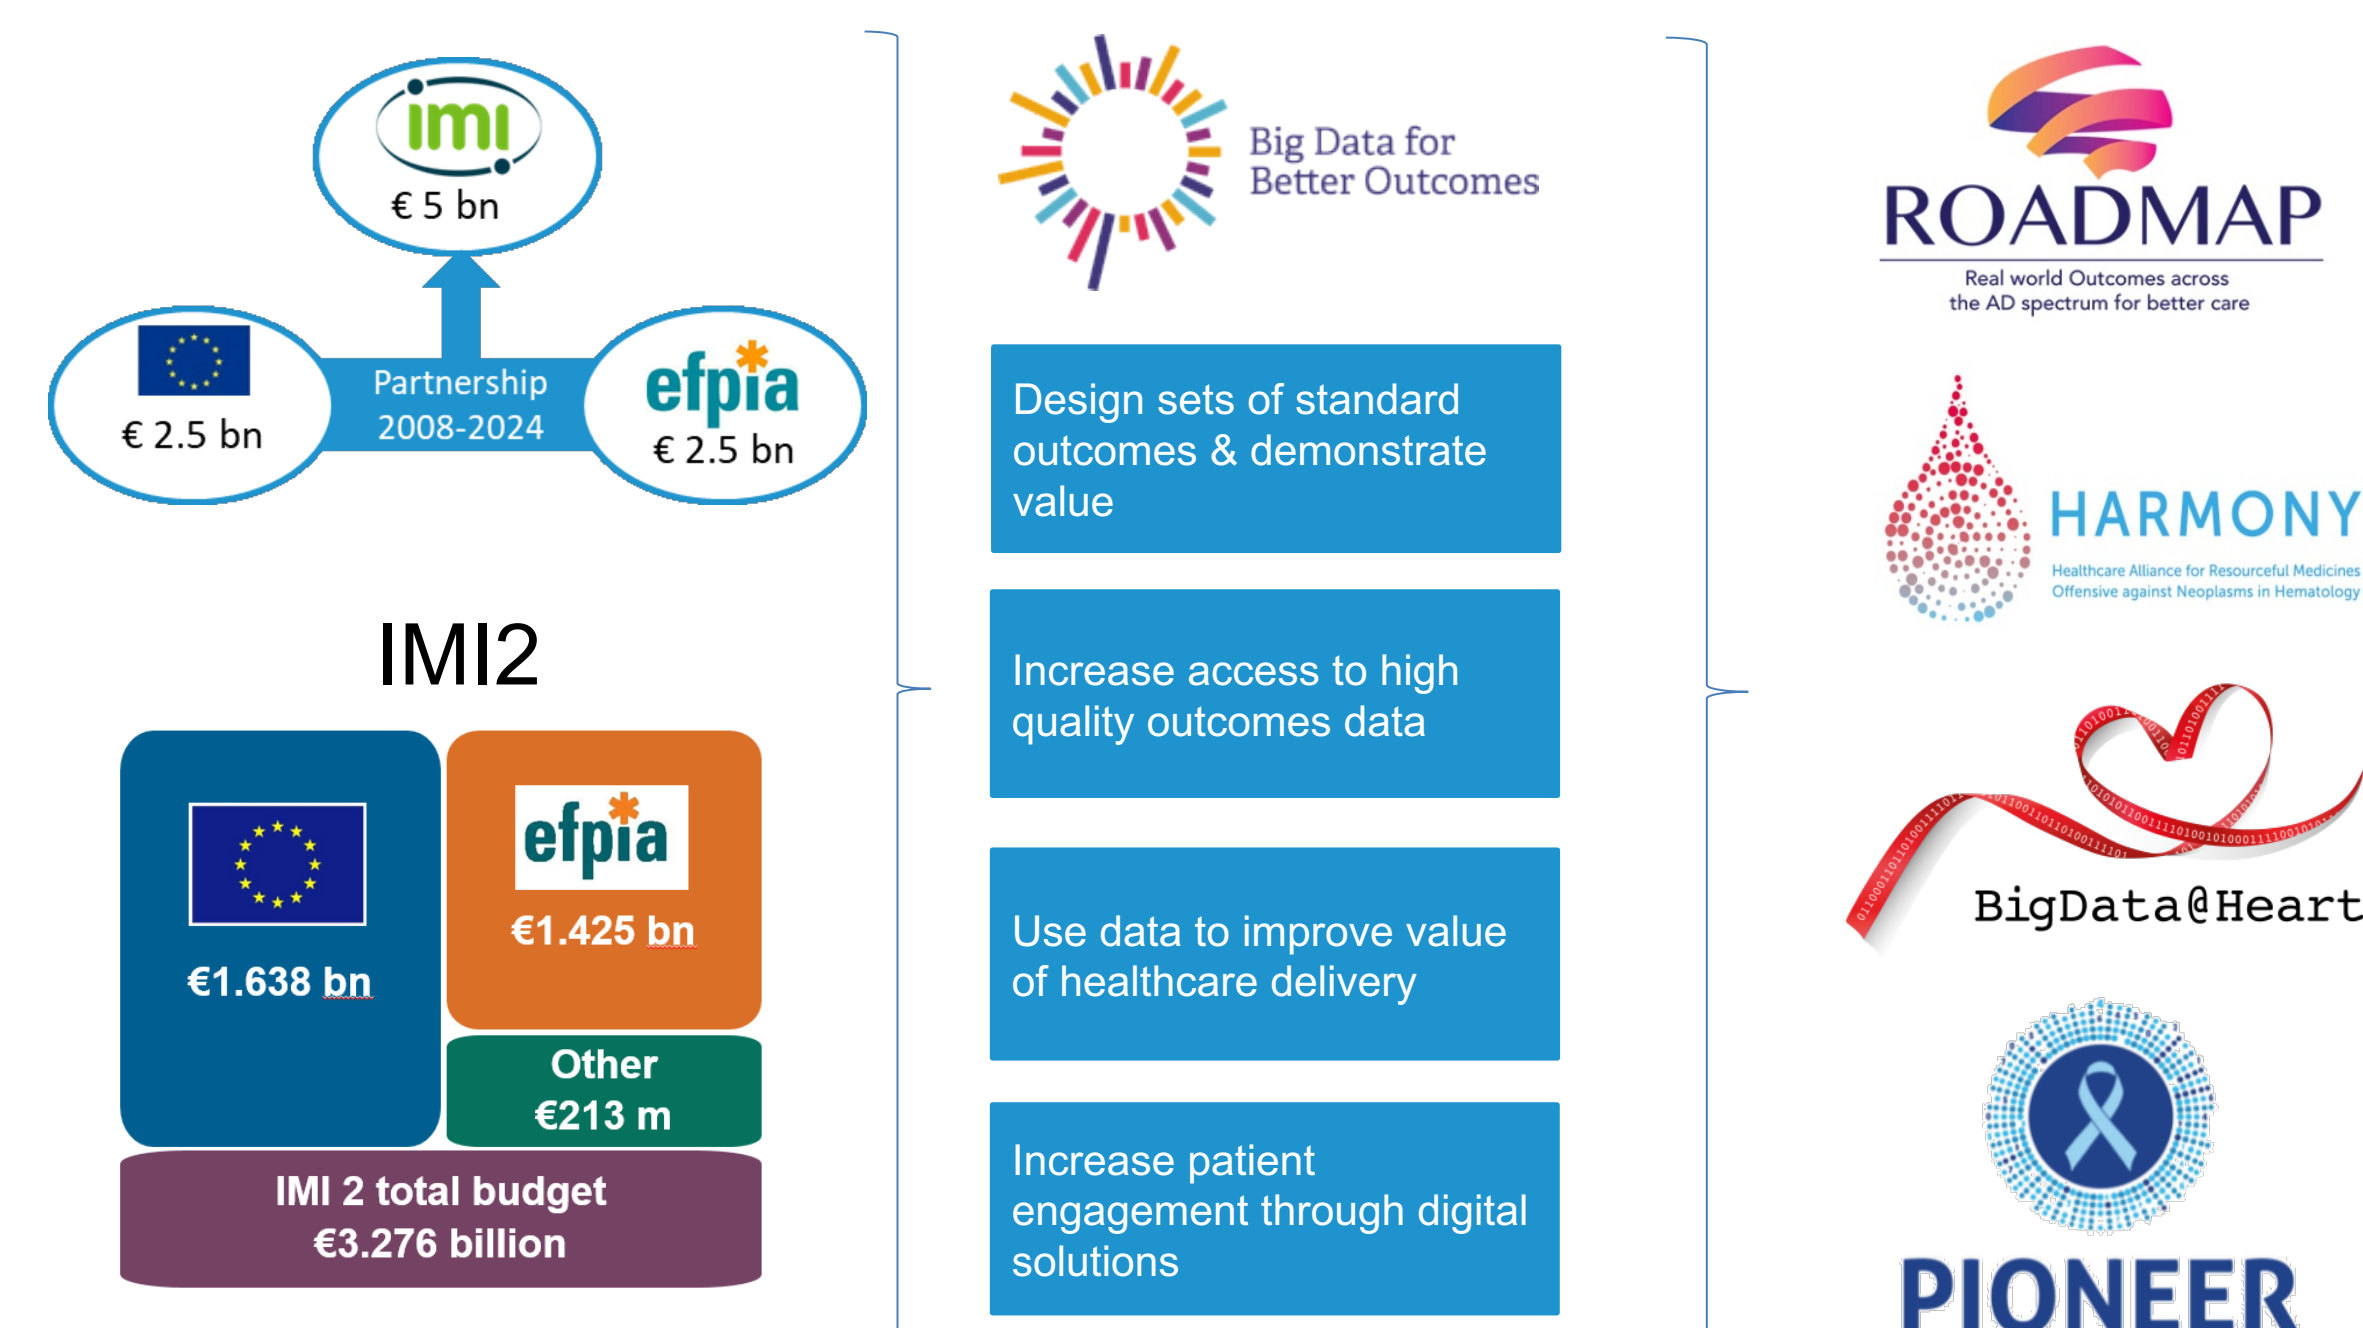 imi
€ 5 bn
€ 2.5 bn
Partnership
2008-2024
efpia
€ 2.5 bn
IMI2
€1.638 bn
efpia
€1.425 bn
Other
€213 m
IMI 2 total budget
€3.276 billion
Big Data for
Better Outcomes
Design sets of standard
outcomes & demonstrate
value
Increase access to high
quality outcomes data
Use data to improve value
of healthcare delivery
Increase patient
engagement through digital
solutions
ROADMAP
Real world Outcomes across
the AD spectrum for better care
HARMONY
Healthcare Alliance for Resourceful Medicines
Offensive against Neoplasms in Hematology
BigData@Heart
PIONEER